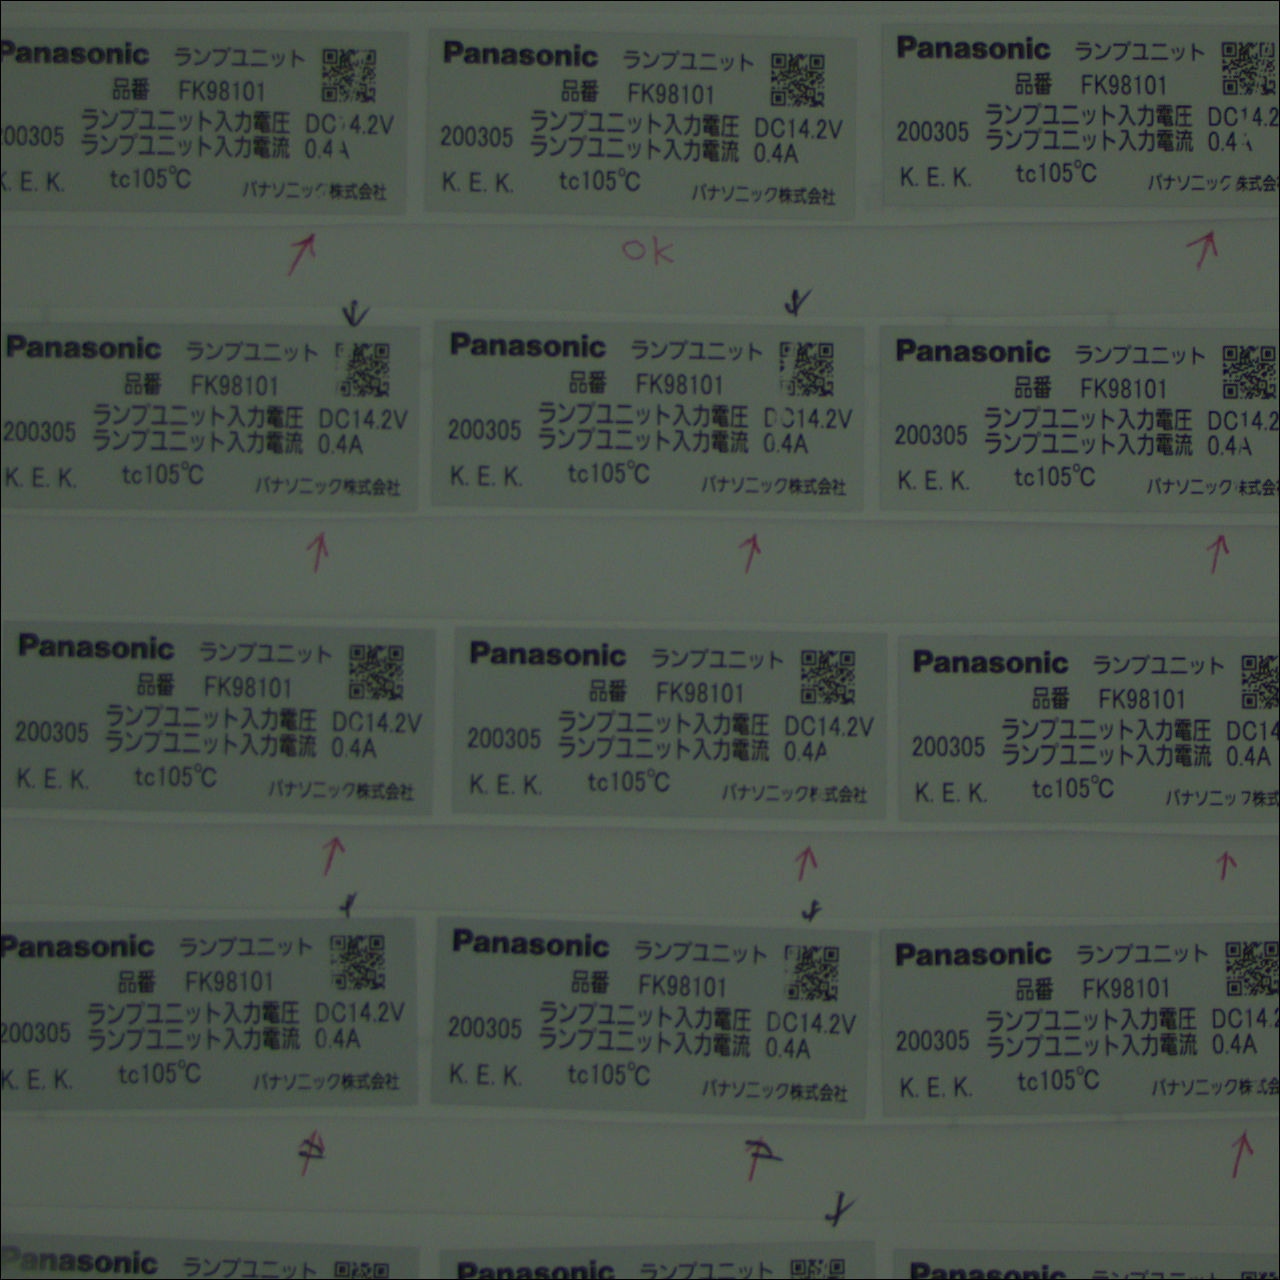 Panasonic ランプユニット
品番 FK98101
200305 ランプユニット入力電圧 DC14.2V
ランプユニット入力電流 0.4A
K. E. K. tc105℃ パナソニック株式会社
Panasonic ランプユニット
品番 FK98101
200305 ランプユニット入力電圧 DC14.2V
ランプユニット入力電流 0.4A
K. E. K. tc105℃ パナソニック株式会社
Panasonic ランプユニット
品番 FK98101
200305 ランプユニット入力電圧 DC14.2
ランプユニット入力電流 0.4
K. E. K. tc105℃ パナソニック株式会
OK
Panasonic ランプユニット
品番 FK98101
200305 ランプユニット入力電圧 DC14.2V
ランプユニット入力電流 0.4A
K. E. K. tc105℃ パナソニック株式会社
Panasonic ランプユニット
品番 FK98101
200305 ランプユニット入力電圧 DC14.2V
ランプユニット入力電流 0.4A
K. E. K. tc105℃ パナソニック株式会社
Panasonic ランプユニット
品番 FK98101
200305 ランプユニット入力電圧 DC14.2
ランプユニット入力電流 0.4A
K. E. K. tc105℃ パナソニック株式会
Panasonic ランプユニット
品番 FK98101
200305 ランプユニット入力電圧 DC14.2V
ランプユニット入力電流 0.4A
K. E. K. tc105℃ パナソニック株式会社
Panasonic ランプユニット
品番 FK98101
200305 ランプユニット入力電圧 DC14.2V
ランプユニット入力電流 0.4A
K. E. K. tc105℃ パナソニック株式会社
Panasonic ランプユニット
品番 FK98101
200305 ランプユニット入力電圧 DC14
ランプユニット入力電流 0.4A
K. E. K. tc105℃ パナソニック株式
Panasonic ランプユニット
品番 FK98101
200305 ランプユニット入力電圧 DC14.2V
ランプユニット入力電流 0.4A
K. E. K. tc105℃ パナソニック株式会社
Panasonic ランプユニット
品番 FK98101
200305 ランプユニット入力電圧 DC14.2V
ランプユニット入力電流 0.4A
K. E. K. tc105℃ パナソニック株式会社
Panasonic ランプユニット
品番 FK98101
200305 ランプユニット入力電圧 DC14.2
ランプユニット入力電流 0.4A
K. E. K. tc105℃ パナソニック株式会
Panasonic ランプユニット
Panasonic ランプユニット
Panasonic